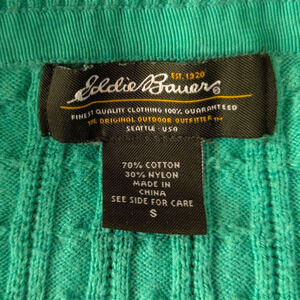 EST. 1920
Eddie Bauer®
FINEST QUALITY CLOTHING 100% GUARANTEED
THE ORIGINAL OUTDOOR OUTFITTER™
SEATTLE · USA
70% COTTON
30% NYLON
MADE IN
CHINA
SEE SIDE FOR CARE
S